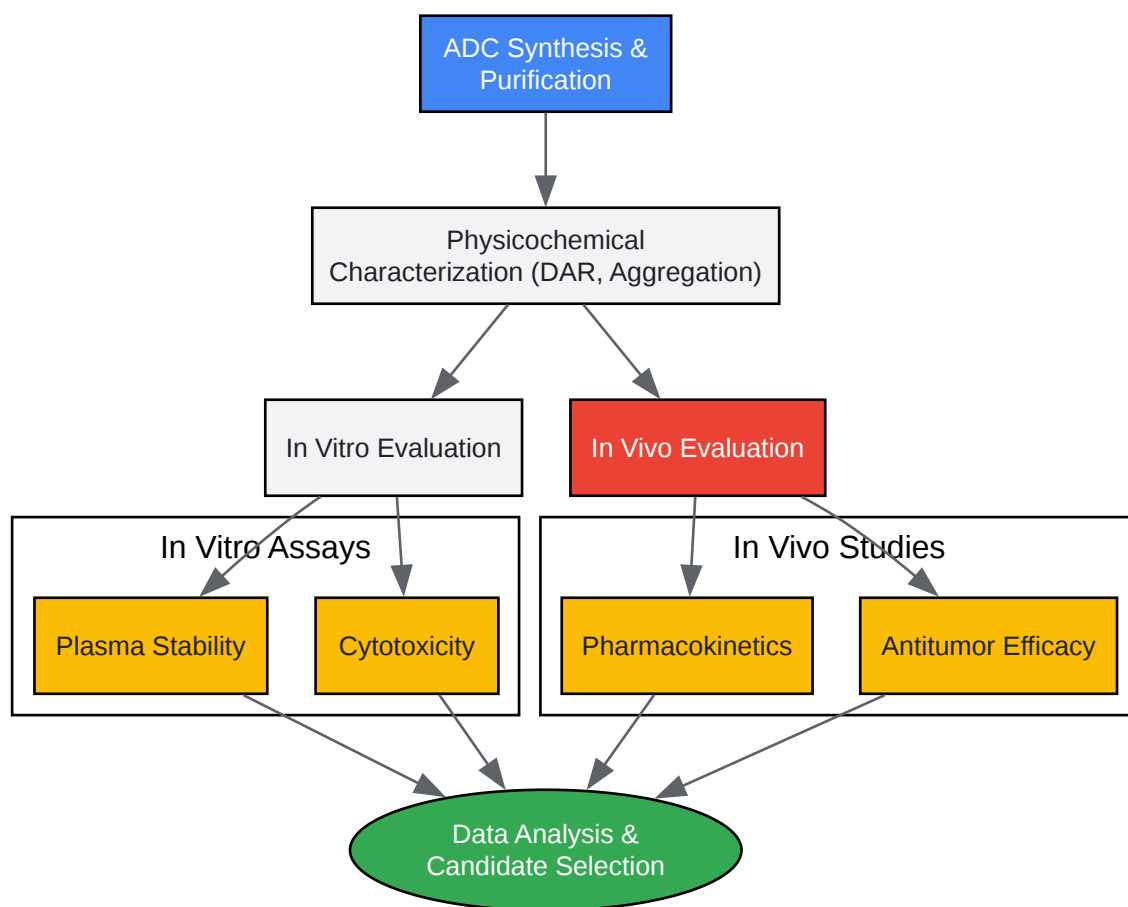 ADC Synthesis &
Purification
Physicochemical
Characterization (DAR, Aggregation)
In Vitro Evaluation
In Vivo Evaluation
In Vitro Assays
In Vivo Studies
Plasma Stability
Cytotoxicity
Pharmacokinetics
Antitumor Efficacy
Data Analysis &
Candidate Selection